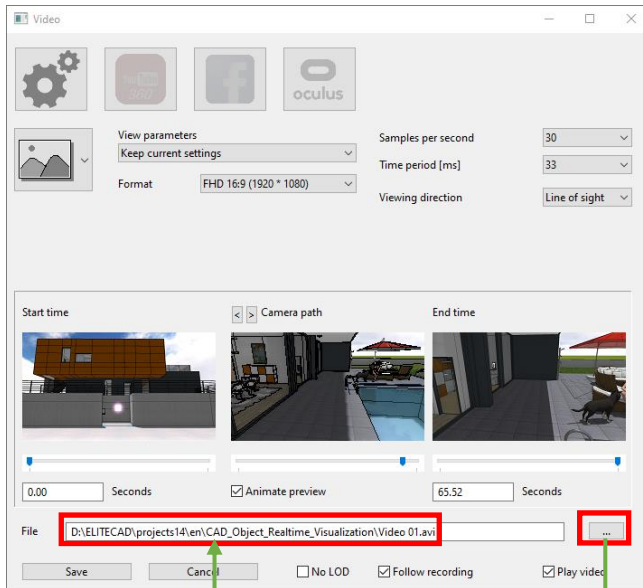 Video
YouTube
360
oculus
View parameters
Keep current settings
Format
FHD 16:9 (1920 * 1080)
Samples per second
30
Time period [ms]
33
Viewing direction
Line of sight
Start time
< > Camera path
End time
0.00
Seconds
Animate preview
65.52
Seconds
File
D:\ELITECAD\projects14\en\CAD_Object_Realtime_Visualization\Video 01.avi
...
Save
Cancel
No LOD
Follow recording
Play video